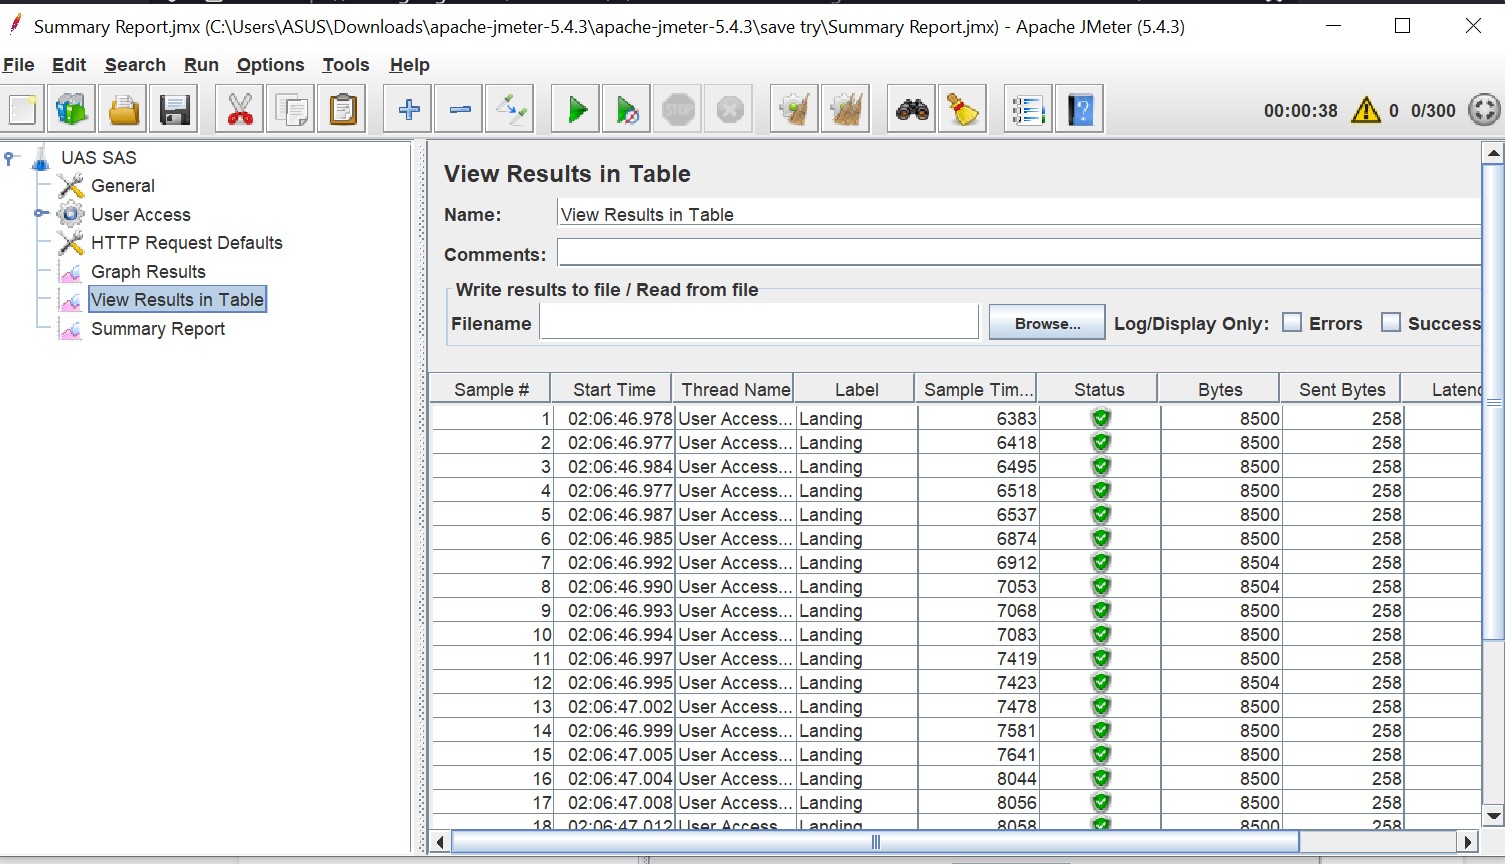 Summary Report.jmx (C:\Users\ASUS\Downloads\apache-jmeter-5.4.3\apache-jmeter-5.4.3\save try\Summary Report.jmx) - Apache JMeter (5.4.3)
File Edit Search Run Options Tools Help
STOP 00:00:38 0 0/300
UAS SAS
General
User Access
HTTP Request Defaults
Graph Results
View Results in Table
Summary Report
View Results in Table
Name: View Results in Table
Comments:
Write results to file / Read from file
Filename Browse... Log/Display Only: Errors Success
Sample # Start Time Thread Name Label Sample Tim... Status Bytes Sent Bytes Latenc
1 02:06:46.978 User Access... Landing 6383 8500 258
2 02:06:46.977 User Access... Landing 6418 8500 258
3 02:06:46.984 User Access... Landing 6495 8500 258
4 02:06:46.977 User Access... Landing 6518 8500 258
5 02:06:46.987 User Access... Landing 6537 8500 258
6 02:06:46.985 User Access... Landing 6874 8500 258
7 02:06:46.992 User Access... Landing 6912 8504 258
8 02:06:46.990 User Access... Landing 7053 8504 258
9 02:06:46.993 User Access... Landing 7068 8500 258
10 02:06:46.994 User Access... Landing 7083 8500 258
11 02:06:46.997 User Access... Landing 7419 8500 258
12 02:06:46.995 User Access... Landing 7423 8504 258
13 02:06:47.002 User Access... Landing 7478 8500 258
14 02:06:46.999 User Access... Landing 7581 8500 258
15 02:06:47.005 User Access... Landing 7641 8500 258
16 02:06:47.004 User Access... Landing 8044 8500 258
17 02:06:47.008 User Access... Landing 8056 8500 258
18 02:06:47.012 User Access... Landing 8058 8500 258